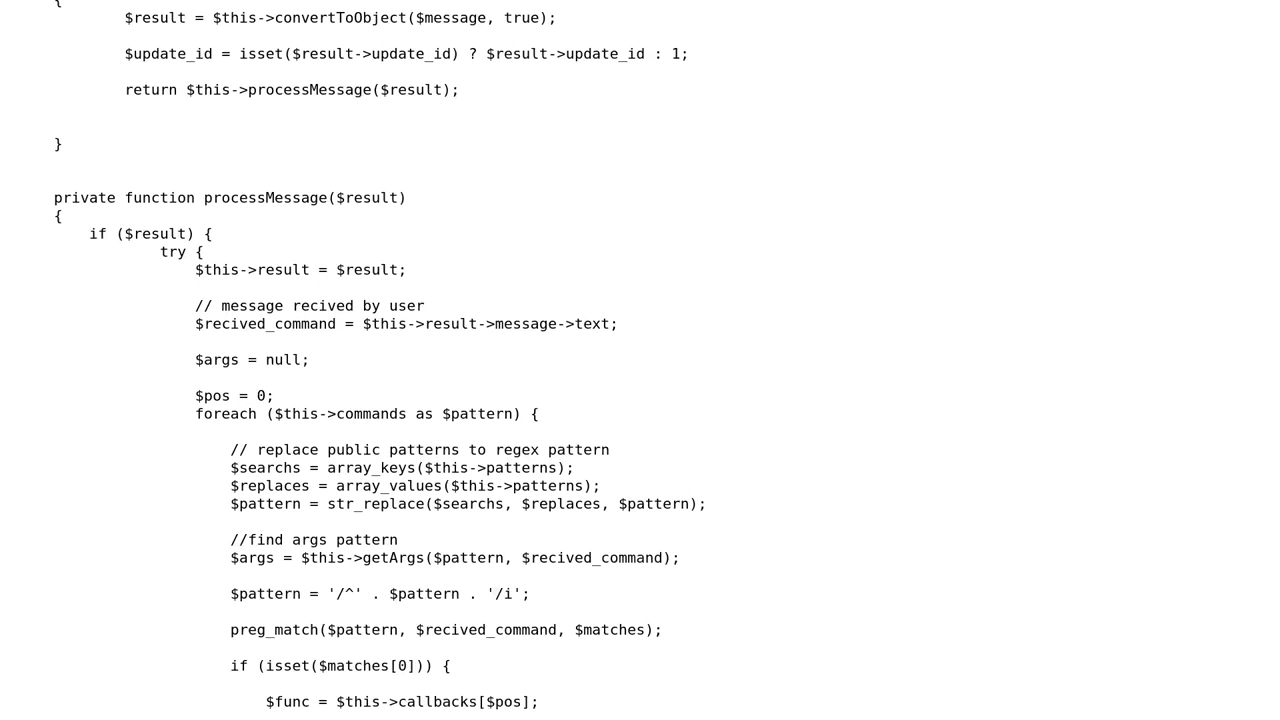 {
$result = $this->convertToObject($message, true);
$update_id = isset($result->update_id) ? $result->update_id : 1;
return $this->processMessage($result);
}
private function processMessage($result)
{
if ($result) {
try {
$this->result = $result;
// message recived by user
$recived_command = $this->result->message->text;
$args = null;
$pos = 0;
foreach ($this->commands as $pattern) {
// replace public patterns to regex pattern
$searchs = array_keys($this->patterns);
$replaces = array_values($this->patterns);
$pattern = str_replace($searchs, $replaces, $pattern);
//find args pattern
$args = $this->getArgs($pattern, $recived_command);
$pattern = '/^' . $pattern . '/i';
preg_match($pattern, $recived_command, $matches);
if (isset($matches[0])) {
$func = $this->callbacks[$pos];